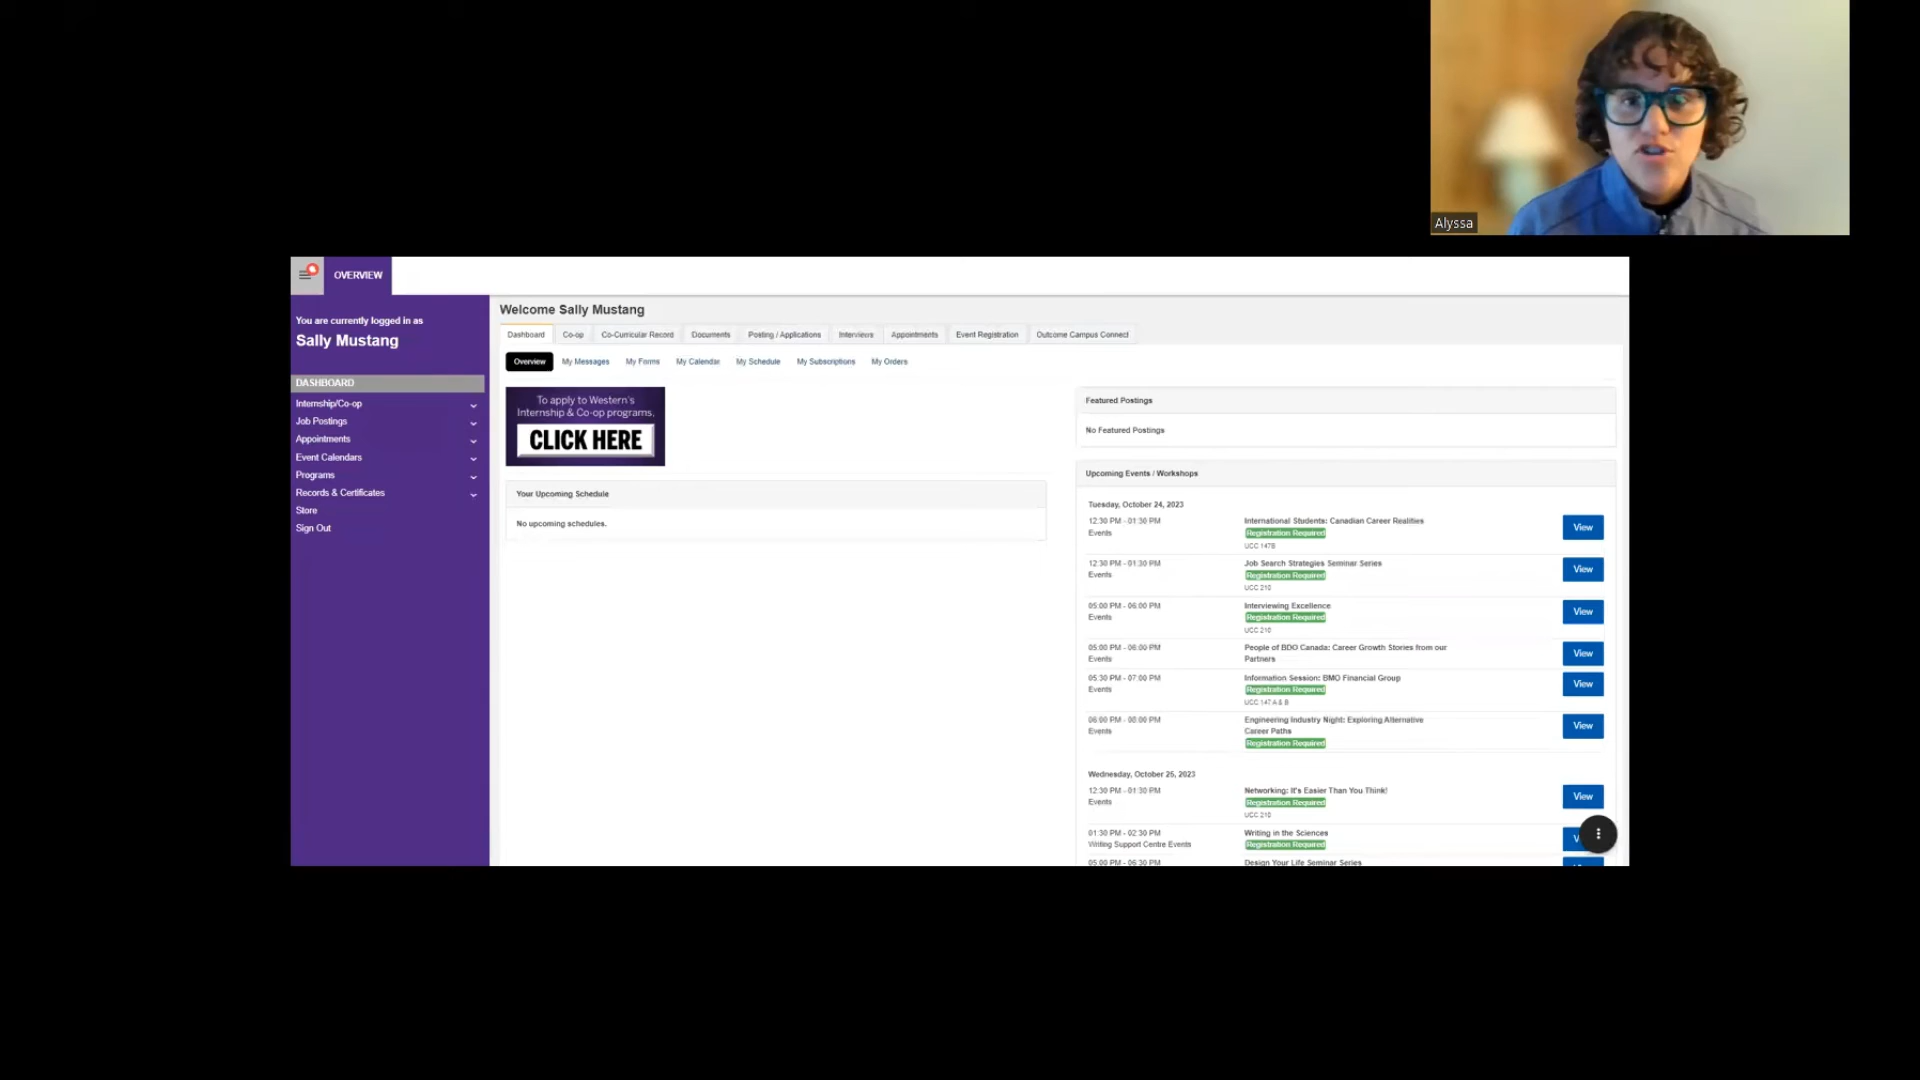 Alyssa
OVERVIEW
You are currently logged in as
Sally Mustang
DASHBOARD
Internship/Co-op
Job Postings
Appointments
Event Calendars
Programs
Records & Certificates
Store
Sign Out
Welcome Sally Mustang
Dashboard Co-op Co-Curricular Record Documents Posting / Applications Interviews Appointments Event Registration Outcome Campus Connect
Overview My Messages My Forms My Calendar My Schedule My Subscriptions My Orders
To apply to Western's
Internship & Co-op programs,
CLICK HERE
Your Upcoming Schedule
No upcoming schedules.
Featured Postings
No Featured Postings
Upcoming Events / Workshops
Tuesday, October 24, 2023
12:30 PM - 01:30 PM International Students: Canadian Career Realities View
Events Registration Required
UCC 147B
12:30 PM - 01:30 PM Job Search Strategies Seminar Series View
Events Registration Required
UCC 210
05:00 PM - 06:00 PM Interviewing Excellence View
Events Registration Required
UCC 210
05:00 PM - 06:00 PM People of BDO Canada: Career Growth Stories from our View
Events Partners
05:30 PM - 07:00 PM Information Session: BMO Financial Group View
Events Registration Required
UCC 147 A & B
06:00 PM - 08:00 PM Engineering Industry Night: Exploring Alternative View
Events Career Paths
Registration Required
Wednesday, October 25, 2023
12:30 PM - 01:30 PM Networking: It's Easier Than You Think! View
Events Registration Required
UCC 210
01:30 PM - 02:30 PM Writing in the Sciences
Writing Support Centre Events Registration Required
05:00 PM - 06:30 PM Design Your Life Seminar Series